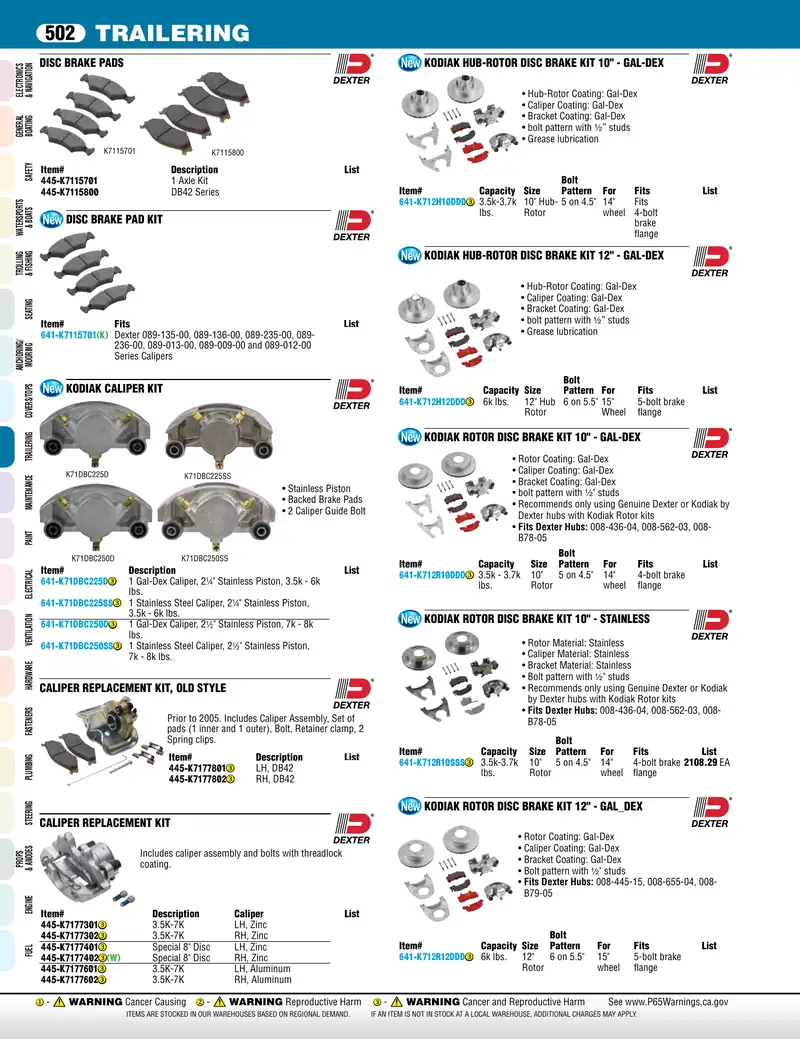 502 TRAILERING
ELECTRONICS
& NAVIGATION
GENERAL
BOATING
SAFETY
WATERSPORTS
& BOATS
TROLLING
& FISHING
SEATING
ANCHORING/
MOORING
COVERS/TOPS
TRAILERING
MAINTENANCE
PAINT
ELECTRICAL
VENTILATION
HARDWARE
FASTENERS
PLUMBING
STEERING
PROPS
& ANODES
ENGINE
FUEL
DISC BRAKE PADS
DEXTER
K7115701
K7115800
Item# Description List
445-K7115701 1 Axle Kit
445-K7115800 DB42 Series
New DISC BRAKE PAD KIT
DEXTER
Item# Fits List
641-K7115701(K) Dexter 089-135-00, 089-136-00, 089-235-00, 089-
236-00, 089-013-00, 089-009-00 and 089-012-00
Series Calipers
New KODIAK CALIPER KIT
DEXTER
K71DBC225D
K71DBC225SS
• Stainless Piston
• Backed Brake Pads
• 2 Caliper Guide Bolt
K71DBC250D
K71DBC250SS
Item# Description List
641-K71DBC225D③ 1 Gal-Dex Caliper, 2¼" Stainless Piston, 3.5k - 6k
lbs.
641-K71DBC225SS③ 1 Stainless Steel Caliper, 2¼" Stainless Piston,
3.5k - 6k lbs.
641-K71DBC250D③ 1 Gal-Dex Caliper, 2½" Stainless Piston, 7k - 8k
lbs.
641-K71DBC250SS③ 1 Stainless Steel Caliper, 2½" Stainless Piston,
7k - 8k lbs.
CALIPER REPLACEMENT KIT, OLD STYLE
DEXTER
Prior to 2005. Includes Caliper Assembly, Set of
pads (1 inner and 1 outer), Bolt, Retainer clamp, 2
Spring clips.
Item# Description List
445-K7177801③ LH, DB42
445-K7177802③ RH, DB42
CALIPER REPLACEMENT KIT
DEXTER
Includes caliper assembly and bolts with threadlock
coating.
Item# Description Caliper List
445-K7177301③ 3.5K-7K LH, Zinc
445-K7177302③ 3.5K-7K RH, Zinc
445-K7177401③ Special 8" Disc LH, Zinc
445-K7177402③(W) Special 8" Disc RH, Zinc
445-K7177601③ 3.5K-7K LH, Aluminum
445-K7177602③ 3.5K-7K RH, Aluminum
New KODIAK HUB-ROTOR DISC BRAKE KIT 10" - GAL-DEX
DEXTER
• Hub-Rotor Coating: Gal-Dex
• Caliper Coating: Gal-Dex
• Bracket Coating: Gal-Dex
• bolt pattern with ½" studs
• Grease lubrication
Bolt
Item# Capacity Size Pattern For Fits List
641-K712H10DDD③ 3.5k-3.7k 10" Hub- 5 on 4.5" 14" Fits
lbs. Rotor wheel 4-bolt
brake
flange
New KODIAK HUB-ROTOR DISC BRAKE KIT 12" - GAL-DEX
DEXTER
• Hub-Rotor Coating: Gal-Dex
• Caliper Coating: Gal-Dex
• Bracket Coating: Gal-Dex
• bolt pattern with ½" studs
• Grease lubrication
Bolt
Item# Capacity Size Pattern For Fits List
641-K712H12DDD③ 6k lbs. 12" Hub 6 on 5.5" 15" 5-bolt brake
Rotor Wheel flange
New KODIAK ROTOR DISC BRAKE KIT 10" - GAL-DEX
DEXTER
• Rotor Coating: Gal-Dex
• Caliper Coating: Gal-Dex
• Bracket Coating: Gal-Dex
• bolt pattern with ½" studs
• Recommends only using Genuine Dexter or Kodiak by
Dexter hubs with Kodiak Rotor kits
• Fits Dexter Hubs: 008-436-04, 008-562-03, 008-
B78-05
Bolt
Item# Capacity Size Pattern For Fits List
641-K712R10DDD③ 3.5k - 3.7k 10" 5 on 4.5" 14" 4-bolt brake
lbs. Rotor wheel flange
New KODIAK ROTOR DISC BRAKE KIT 10" - STAINLESS
DEXTER
• Rotor Material: Stainless
• Caliper Material: Stainless
• Bracket Material: Stainless
• Bolt pattern with ½" studs
• Recommends only using Genuine Dexter or Kodiak
by Dexter hubs with Kodiak Rotor kits
• Fits Dexter Hubs: 008-436-04, 008-562-03, 008-
B78-05
Bolt
Item# Capacity Size Pattern For Fits List
641-K712R10SSS③ 3.5k-3.7k 10" 5 on 4.5" 14" 4-bolt brake 2108.29 EA
lbs. Rotor wheel flange
New KODIAK ROTOR DISC BRAKE KIT 12" - GAL_DEX
DEXTER
• Rotor Coating: Gal-Dex
• Caliper Coating: Gal-Dex
• Bracket Coating: Gal-Dex
• Bolt pattern with ½" studs
• Fits Dexter Hubs: 008-445-15, 008-655-04, 008-
B79-05
Bolt
Item# Capacity Size Pattern For Fits List
641-K712R12DDD③ 6k lbs. 12" 6 on 5.5" 15" 5-bolt brake
Rotor wheel flange
① - ⚠ WARNING Cancer Causing ② - ⚠ WARNING Reproductive Harm ③ - ⚠ WARNING Cancer and Reproductive Harm See www.P65Warnings.ca.gov
ITEMS ARE STOCKED IN OUR WAREHOUSES BASED ON REGIONAL DEMAND. IF AN ITEM IS NOT IN STOCK AT A LOCAL WAREHOUSE, ADDITIONAL CHARGES MAY APPLY.